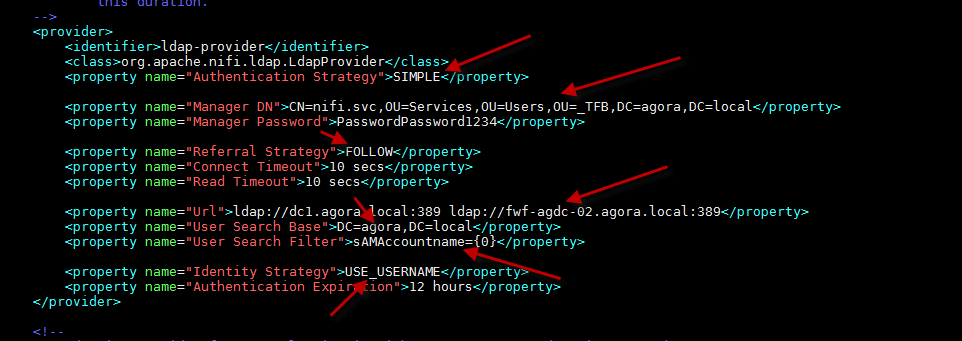 this duration.
-->
<provider>
<identifier>ldap-provider</identifier>
<class>org.apache.nifi.ldap.LdapProvider</class>
<property name="Authentication Strategy">SIMPLE</property>
<property name="Manager DN">CN=nifi.svc,OU=Services,OU=Users,OU=_TFB,DC=agora,DC=local</property>
<property name="Manager Password">PasswordPassword1234</property>
<property name="Referral Strategy">FOLLOW</property>
<property name="Connect Timeout">10 secs</property>
<property name="Read Timeout">10 secs</property>
<property name="Url">ldap://dc1.agora.local:389 ldap://fwf-agdc-02.agora.local:389</property>
<property name="User Search Base">DC=agora,DC=local</property>
<property name="User Search Filter">sAMAccountname={0}</property>
<property name="Identity Strategy">USE_USERNAME</property>
<property name="Authentication Expiration">12 hours</property>
</provider>
<!--